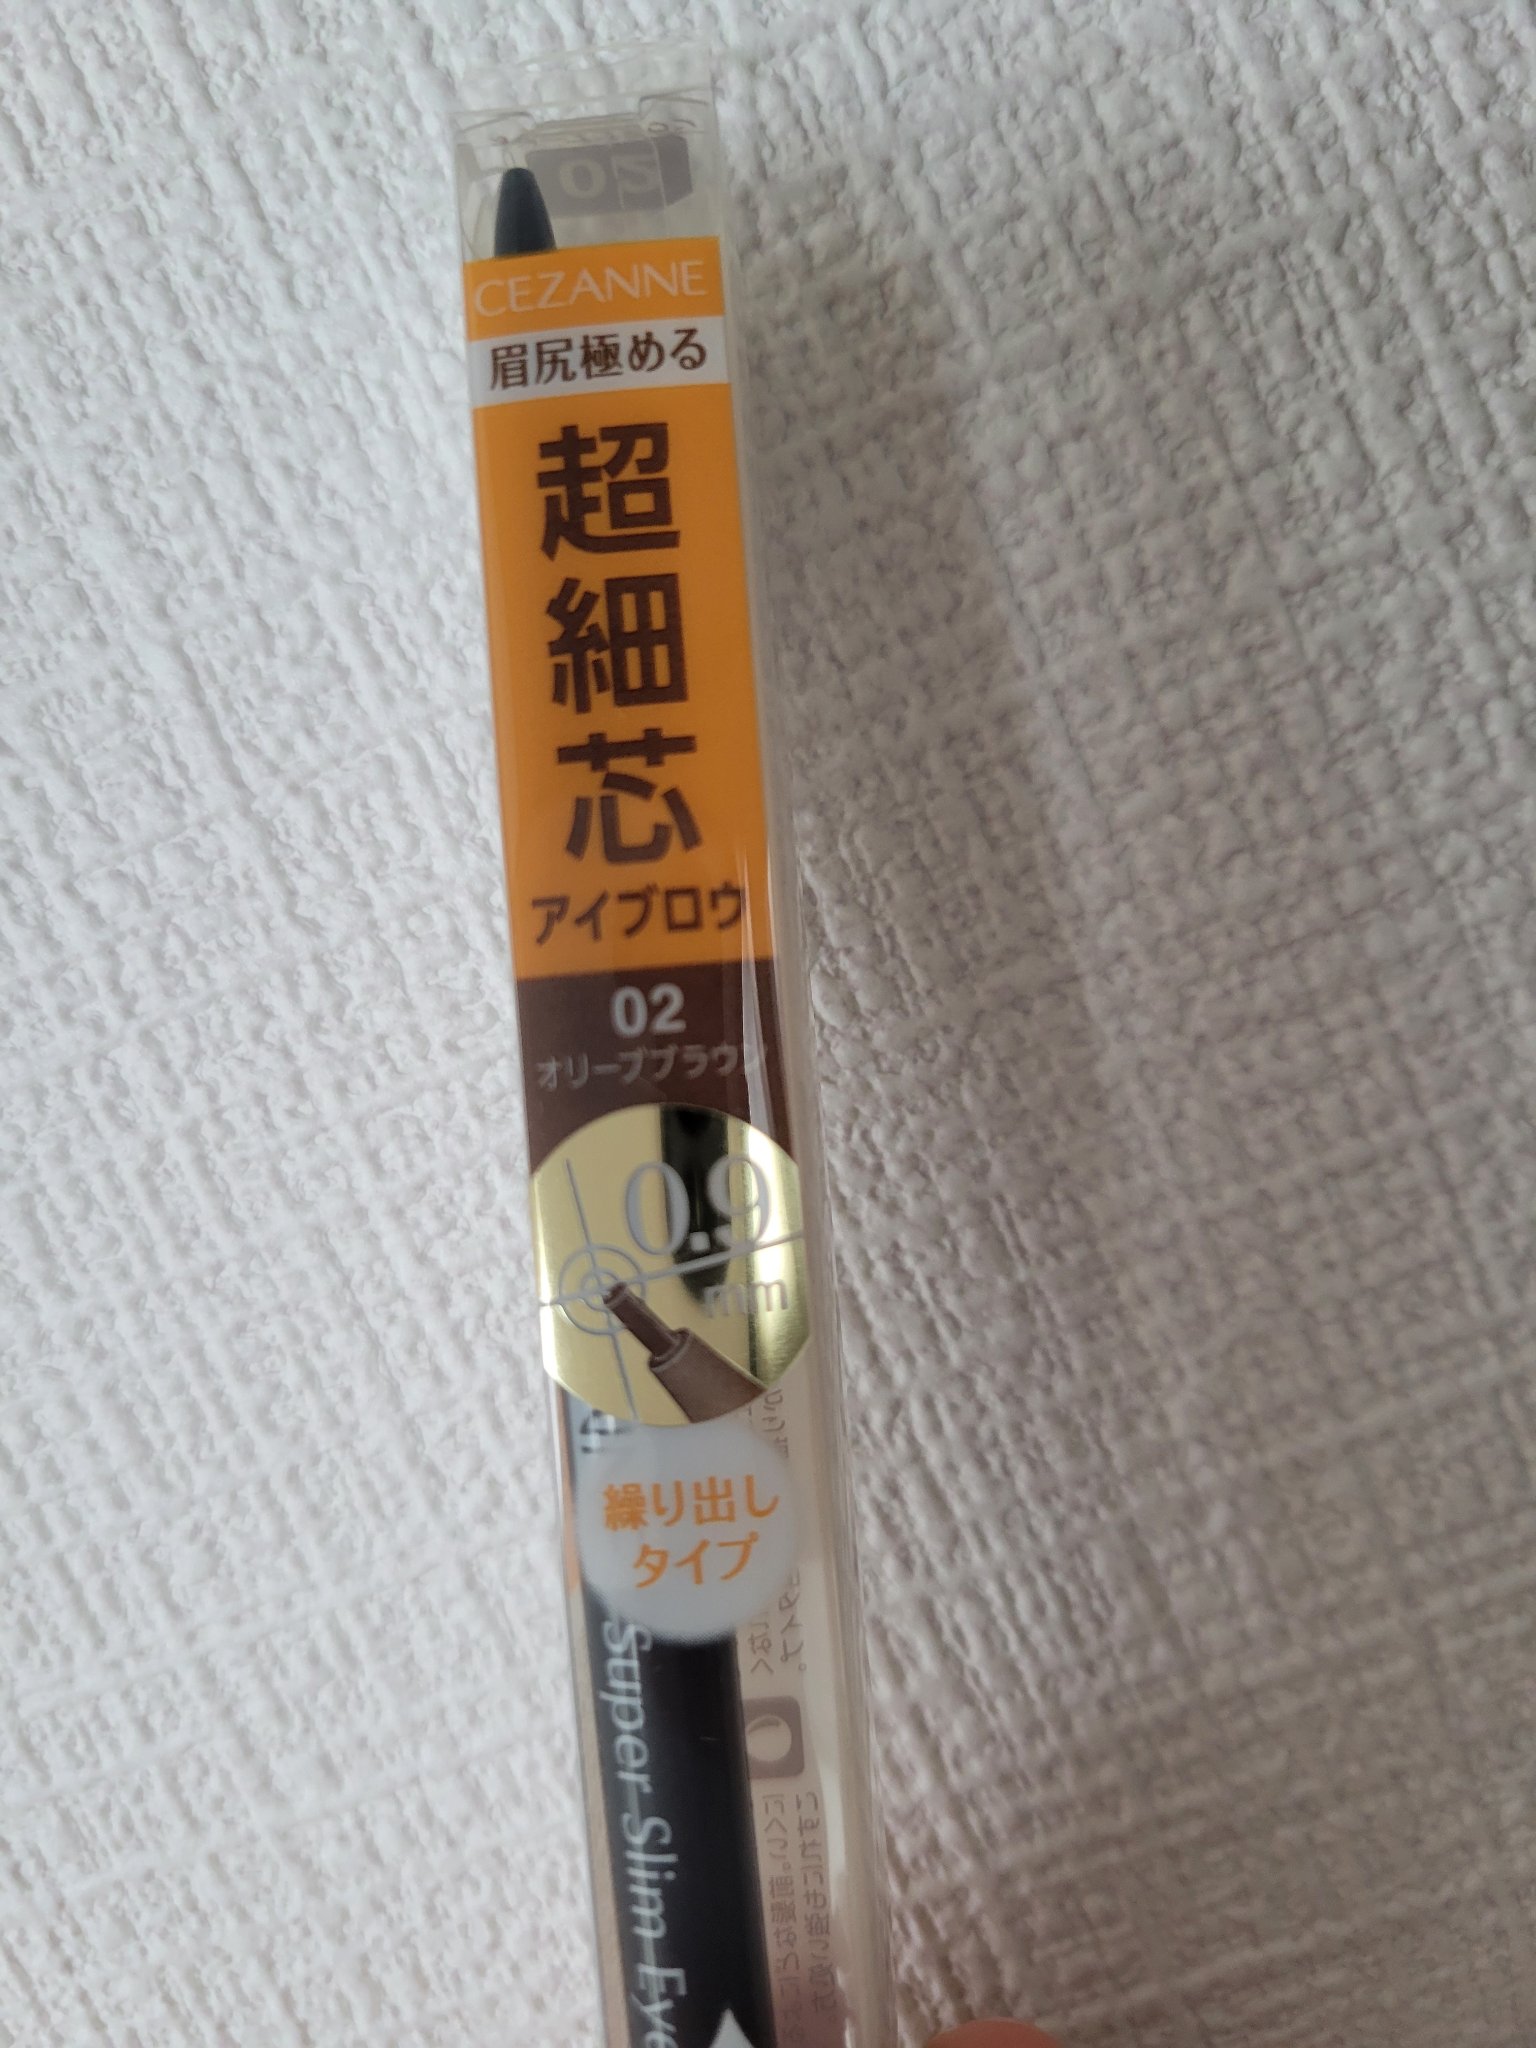 02
CEZANNE
眉尻極める
超細芯
アイブロウ
02
オリーブブラウン
0.9
mm
繰り出し
タイプ
Super Slim Eye